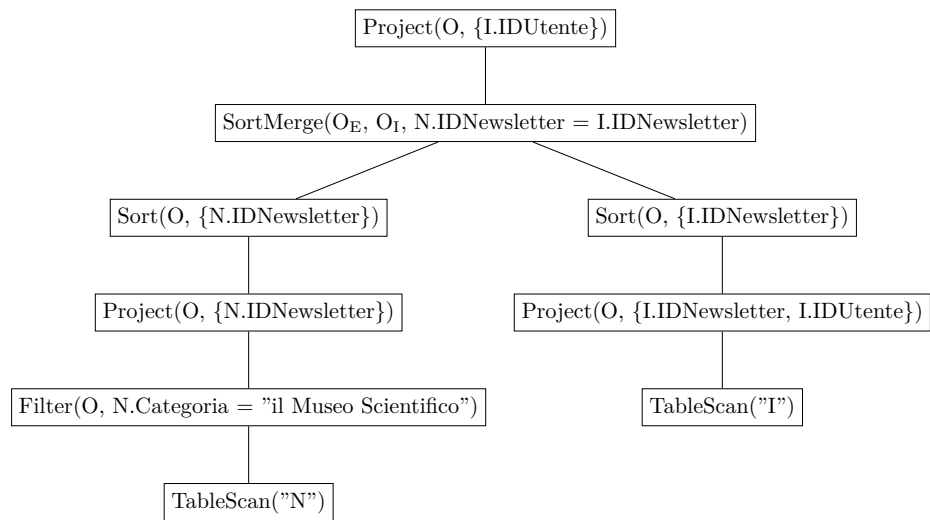 Project(O, {I.IDUtente})
SortMerge(O_E, O_I, N.IDNewsletter = I.IDNewsletter)
Sort(O, {N.IDNewsletter})
Sort(O, {I.IDNewsletter})
Project(O, {N.IDNewsletter})
Project(O, {I.IDNewsletter, I.IDUtente})
Filter(O, N.Categoria = ”il Museo Scientifico”)
TableScan(”I”)
TableScan(”N”)